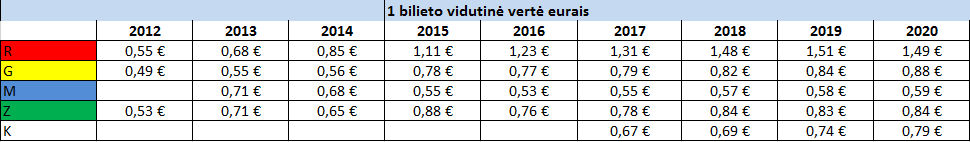 1 bilieto vidutinė vertė eurais
2012 2013 2014 2015 2016 2017 2018 2019 2020
R 0,55 € 0,68 € 0,85 € 1,11 € 1,23 € 1,31 € 1,48 € 1,51 € 1,49 €
G 0,49 € 0,55 € 0,56 € 0,78 € 0,77 € 0,79 € 0,82 € 0,84 € 0,88 €
M 0,71 € 0,68 € 0,55 € 0,53 € 0,55 € 0,57 € 0,58 € 0,59 €
Z 0,53 € 0,71 € 0,65 € 0,88 € 0,76 € 0,78 € 0,84 € 0,83 € 0,84 €
K 0,67 € 0,69 € 0,74 € 0,79 €